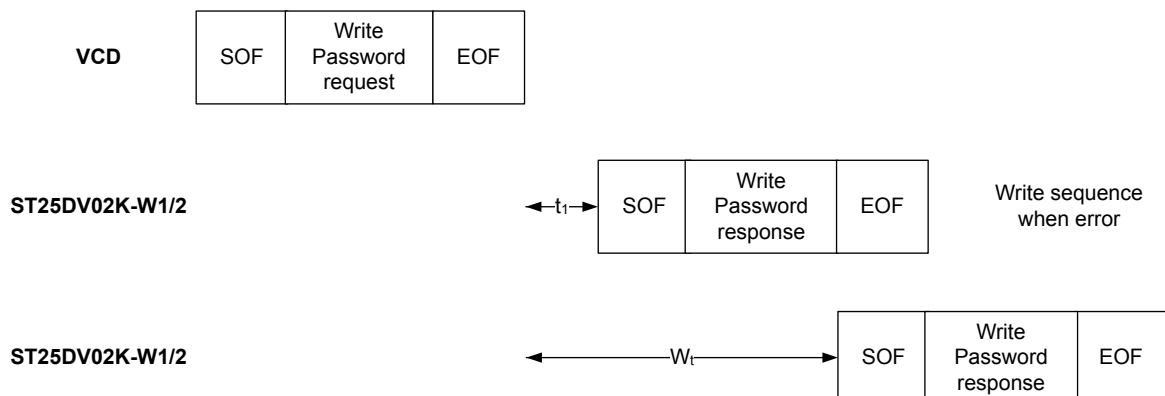 VCD
SOF
Write
Password
request
EOF
ST25DV02K-W1/2
t₁
SOF
Write
Password
response
EOF
Write sequence
when error
ST25DV02K-W1/2
Wₜ
SOF
Write
Password
response
EOF